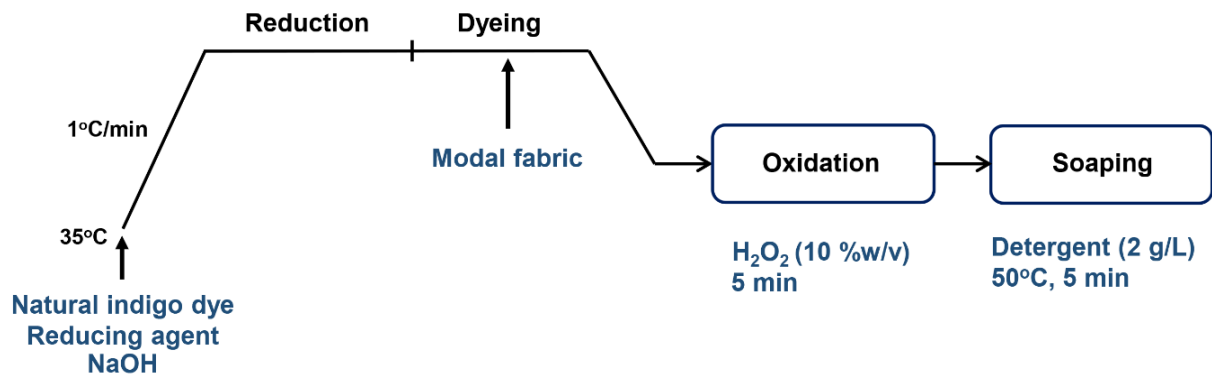 Reduction
Dyeing
1°C/min
Modal fabric
Oxidation
Soaping
35°C
H₂O₂ (10 %w/v)
5 min
Detergent (2 g/L)
50°C, 5 min
Natural indigo dye
Reducing agent
NaOH